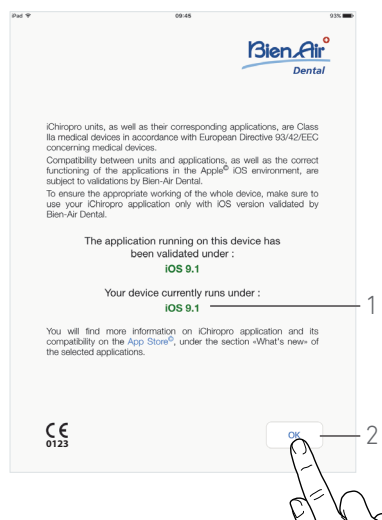 iPad 09:45 93%
Bien Air
Dental
iChiropro units, as well as their corresponding applications, are Class
IIa medical devices in accordance with European Directive 93/42/EEC
concerning medical devices.
Compatibility between units and applications, as well as the correct
functioning of the applications in the Apple© iOS environment, are
subject to validations by Bien-Air Dental.
To ensure the appropriate working of the whole device, make sure to
use your iChiropro application only with iOS version validated by
Bien-Air Dental.
The application running on this device has
been validated under :
iOS 9.1
Your device currently runs under :
iOS 9.1
1
You will find more information on iChiropro application and its
compatibility on the App Store©, under the section «What's new» of
the selected applications.
CE
0123
OK
2